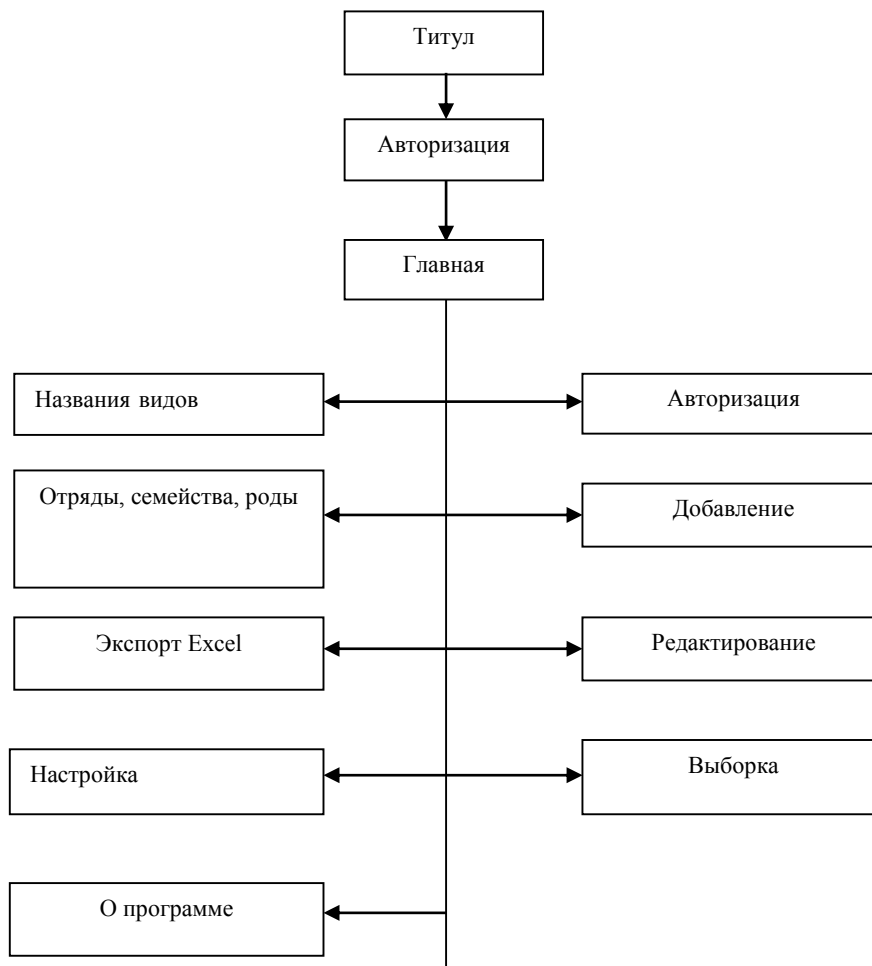 Титул
Авторизация
Главная
Названия видов
Авторизация
Отряды, семейства, роды
Добавление
Экспорт Excel
Редактирование
Настройка
Выборка
О программе